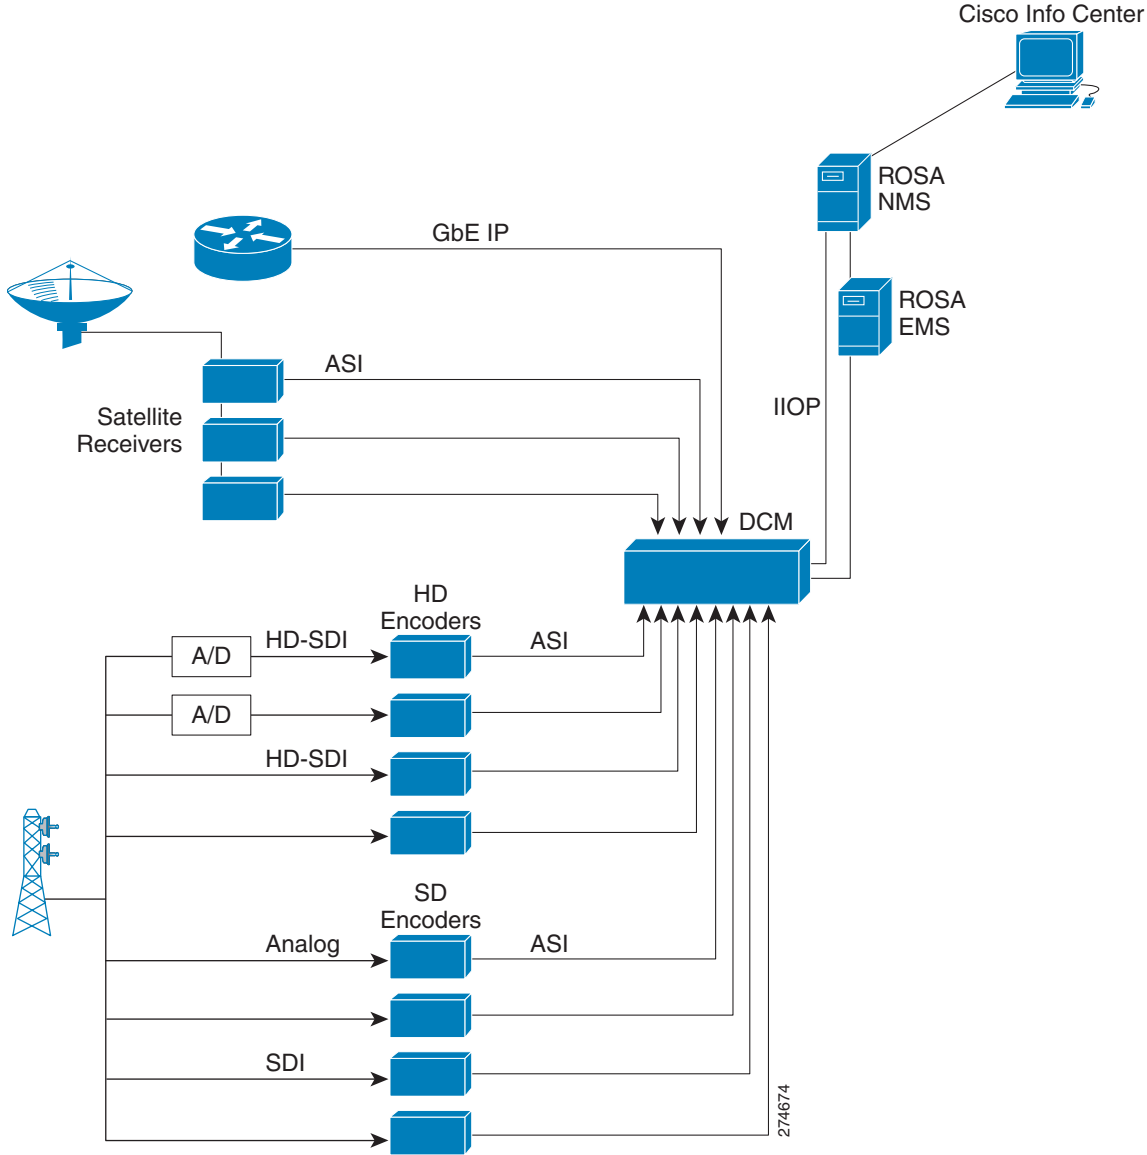 Cisco Info Center
ROSA
NMS
GbE IP
ROSA
EMS
ASI
IIOP
Satellite
Receivers
DCM
HD
Encoders
A/D
HD-SDI
ASI
A/D
HD-SDI
SD
Encoders
Analog
ASI
SDI
274674